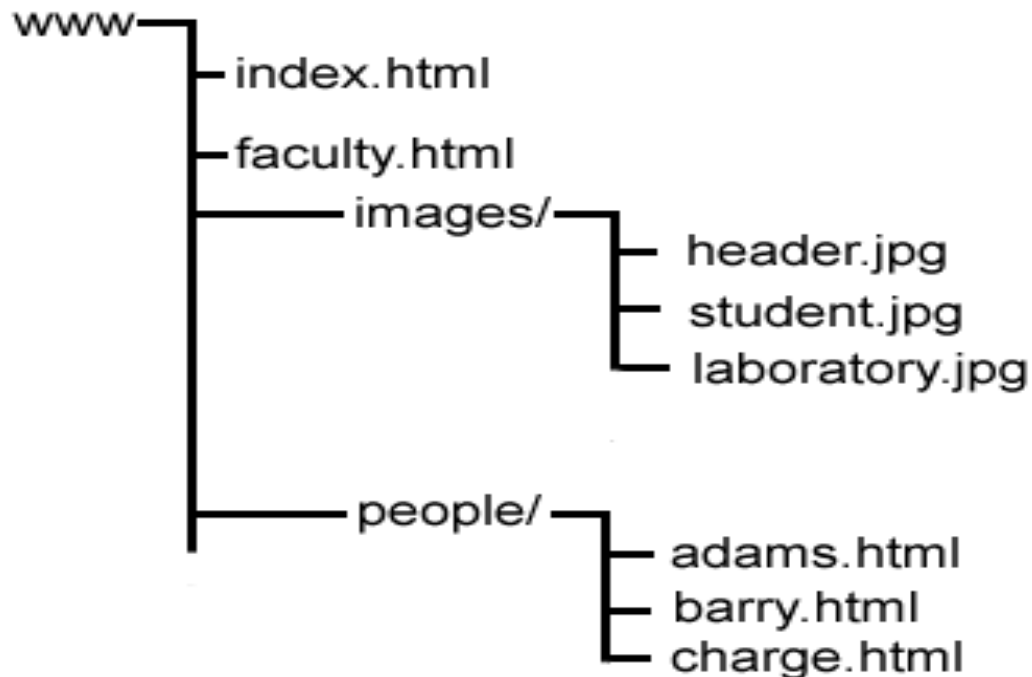 www
index.html
faculty.html
images/
header.jpg
student.jpg
laboratory.jpg
people/
adams.html
barry.html
charge.html